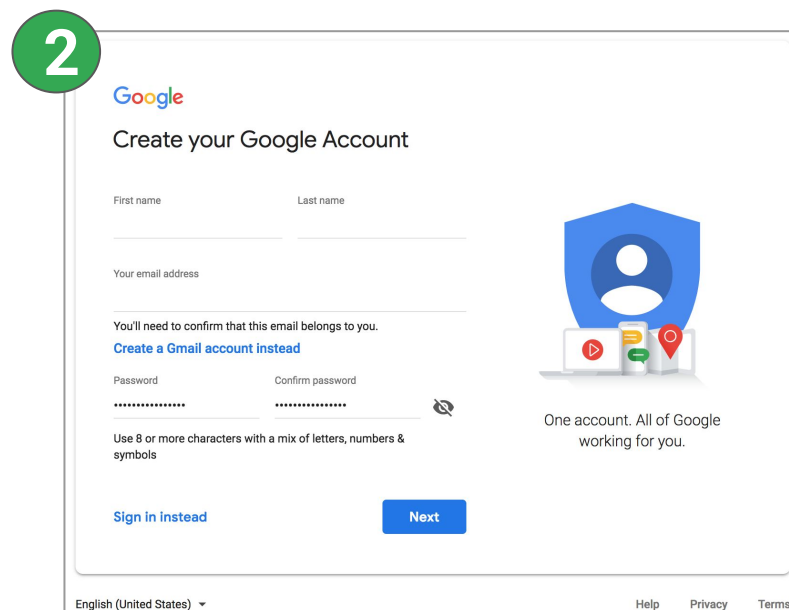 2
Google
Create your Google Account
First name Last name
Your email address
You'll need to confirm that this email belongs to you.
Create a Gmail account instead
Password Confirm password
•••••••••••••••• ••••••••••••••••
Use 8 or more characters with a mix of letters, numbers &
symbols
One account. All of Google
working for you.
Sign in instead Next
English (United States) Help Privacy Terms